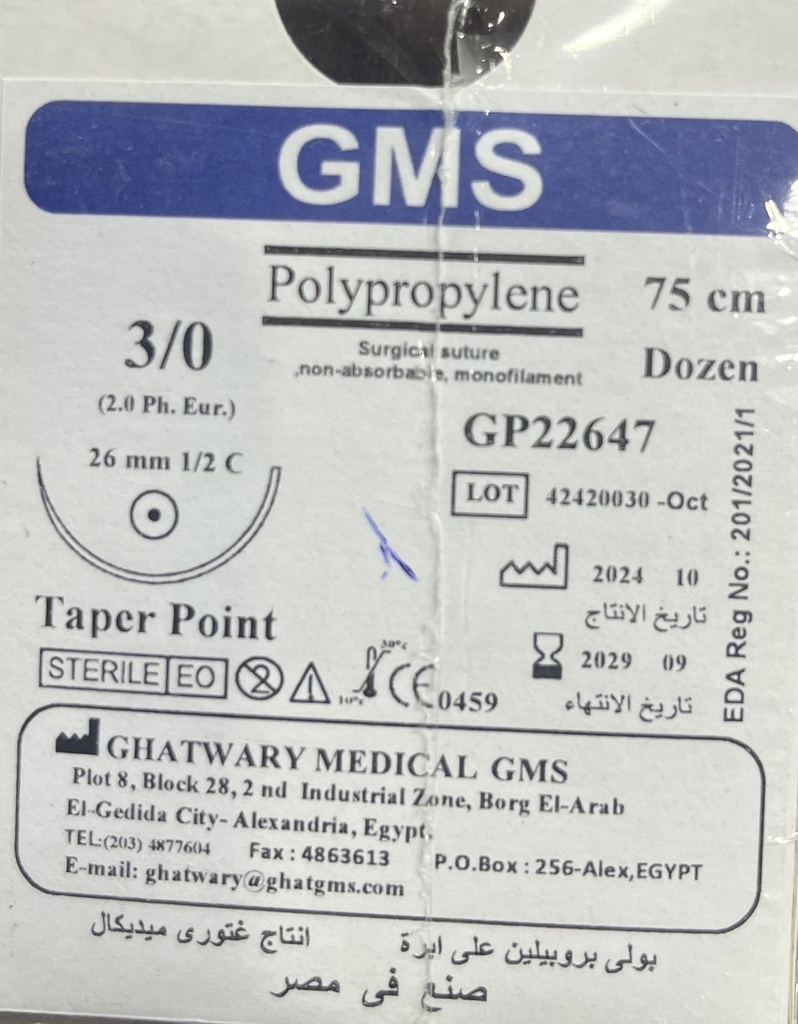 GMS
Polypropylene
75 cm
3/0
Surgical suture
,non-absorbable, monofilament
Dozen
(2.0 Ph. Eur.)
GP22647
26 mm 1/2 C
LOT 42420030 -Oct
EDA Reg No.: 201/2021/1
2024 10
تاريخ الانتاج
Taper Point
2029 09
تاريخ الانتهاء
STERILE EO
2
30°c
10°c
CE 0459
GHATWARY MEDICAL GMS
Plot 8, Block 28, 2 nd Industrial Zone, Borg El-Arab
El-Gedida City- Alexandria, Egypt.
TEL:(203) 4877604 Fax : 4863613 P.O.Box : 256-Alex,EGYPT
E-mail: ghatwary@ghatgms.com
بولى بروبيلين على ابرة انتاج غتورى ميديكال
صنع فى مصر